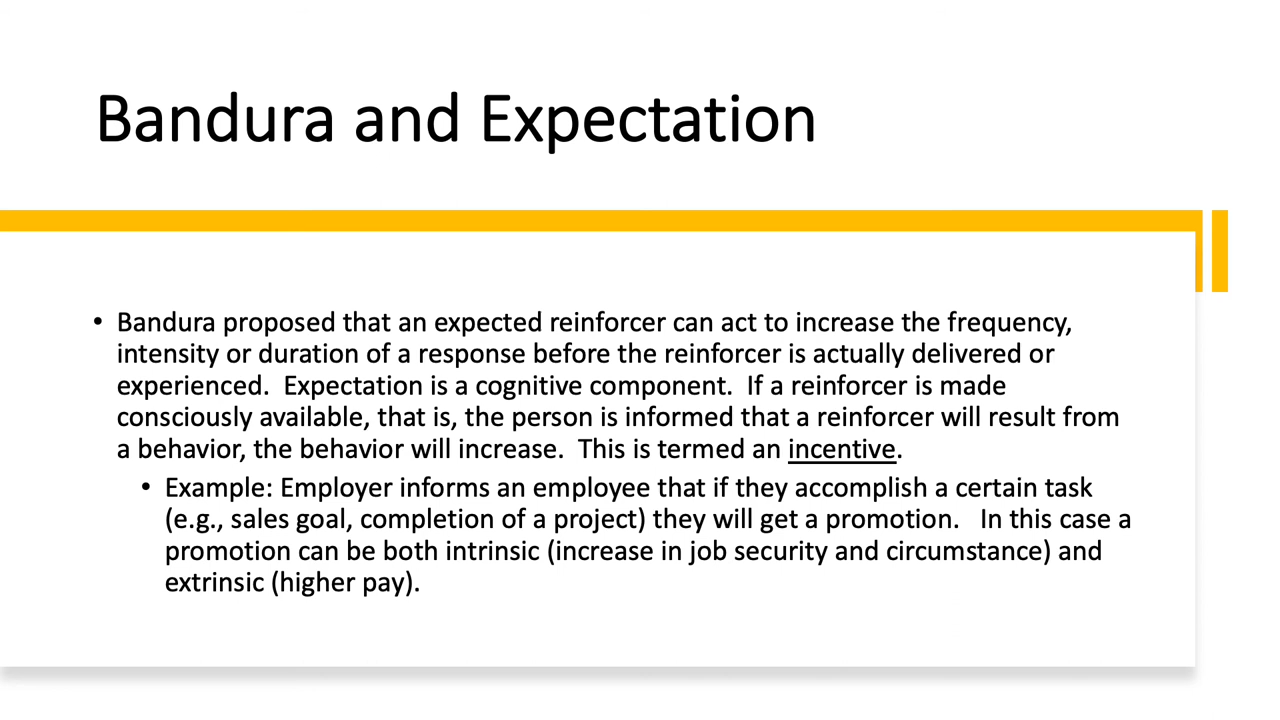 Bandura and Expectation
• Bandura proposed that an expected reinforcer can act to increase the frequency,
intensity or duration of a response before the reinforcer is actually delivered or
experienced.  Expectation is a cognitive component.  If a reinforcer is made
consciously available, that is, the person is informed that a reinforcer will result from
a behavior, the behavior will increase.  This is termed an incentive.
• Example: Employer informs an employee that if they accomplish a certain task
(e.g., sales goal, completion of a project) they will get a promotion.   In this case a
promotion can be both intrinsic (increase in job security and circumstance) and
extrinsic (higher pay).